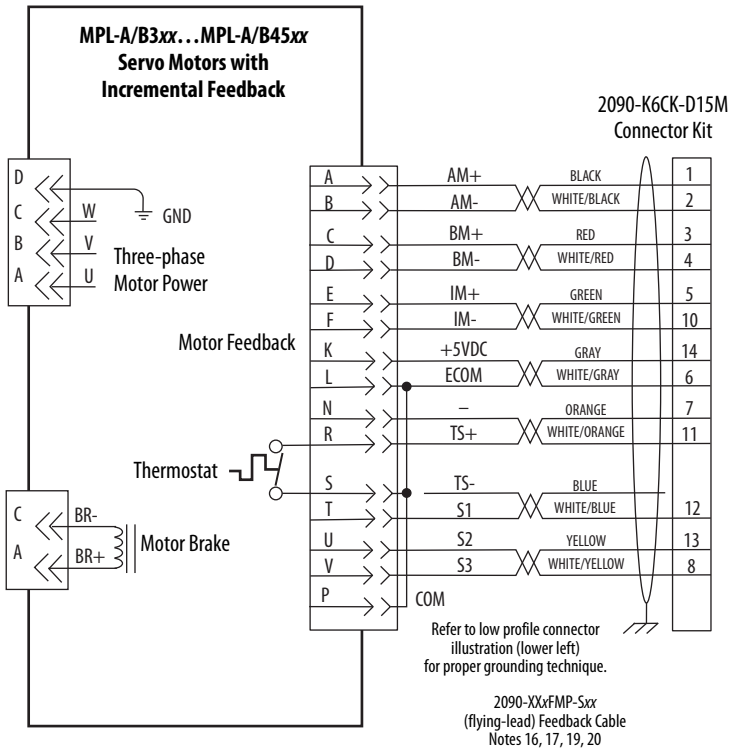 MPL-A/B3xx…MPL-A/B45xx
Servo Motors with
Incremental Feedback
2090-K6CK-D15M
Connector Kit
D
C
W
GND
B
V
Three-phase
A
U
Motor Power
Motor Feedback
Thermostat
C
BR-
Motor Brake
A
BR+
A AM+ BLACK 1
B AM- WHITE/BLACK 2
C BM+ RED 3
D BM- WHITE/RED 4
E IM+ GREEN 5
F IM- WHITE/GREEN 10
K +5VDC GRAY 14
L ECOM WHITE/GRAY 6
N – ORANGE 7
R TS+ WHITE/ORANGE 11
S TS- BLUE
T S1 WHITE/BLUE 12
U S2 YELLOW 13
V S3 WHITE/YELLOW 8
P COM
Refer to low profile connector
illustration (lower left)
for proper grounding technique.
2090-XXxFMP-Sxx
(flying-lead) Feedback Cable
Notes 16, 17, 19, 20